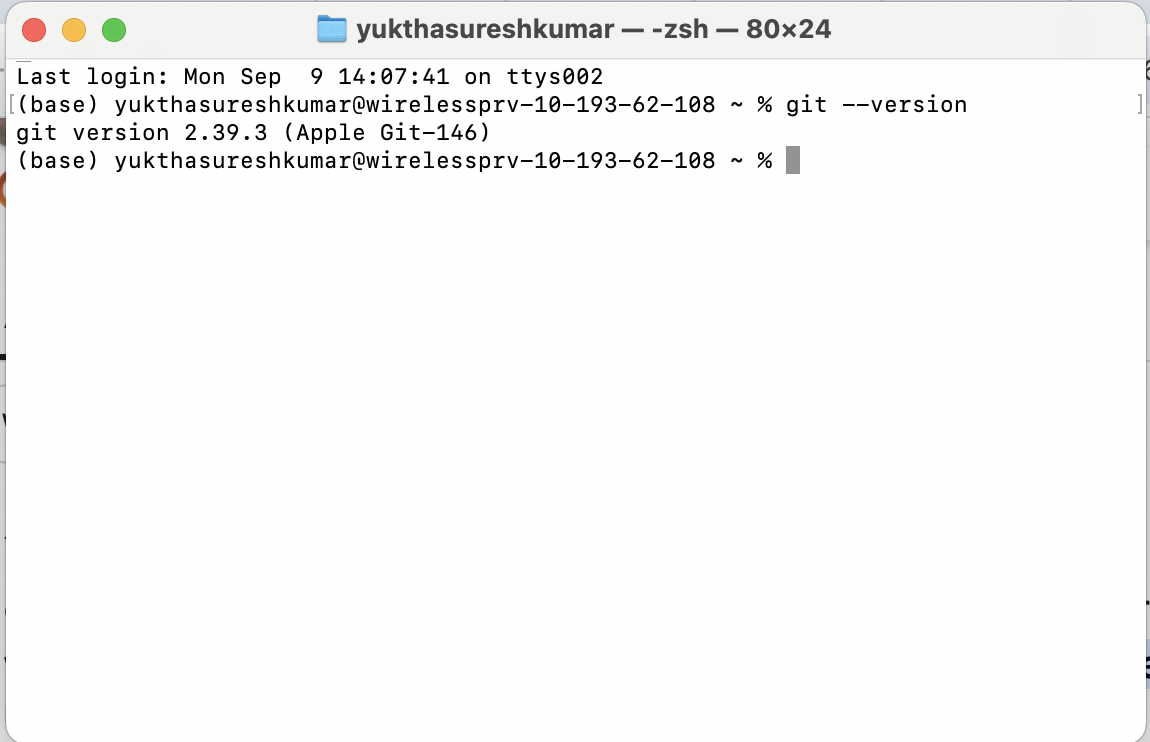 yukthasureshkumar — -zsh — 80×24
Last login: Mon Sep  9 14:07:41 on ttys002
[(base) yukthasureshkumar@wirelessprv-10-193-62-108 ~ % git --version ]
git version 2.39.3 (Apple Git-146)
(base) yukthasureshkumar@wirelessprv-10-193-62-108 ~ %